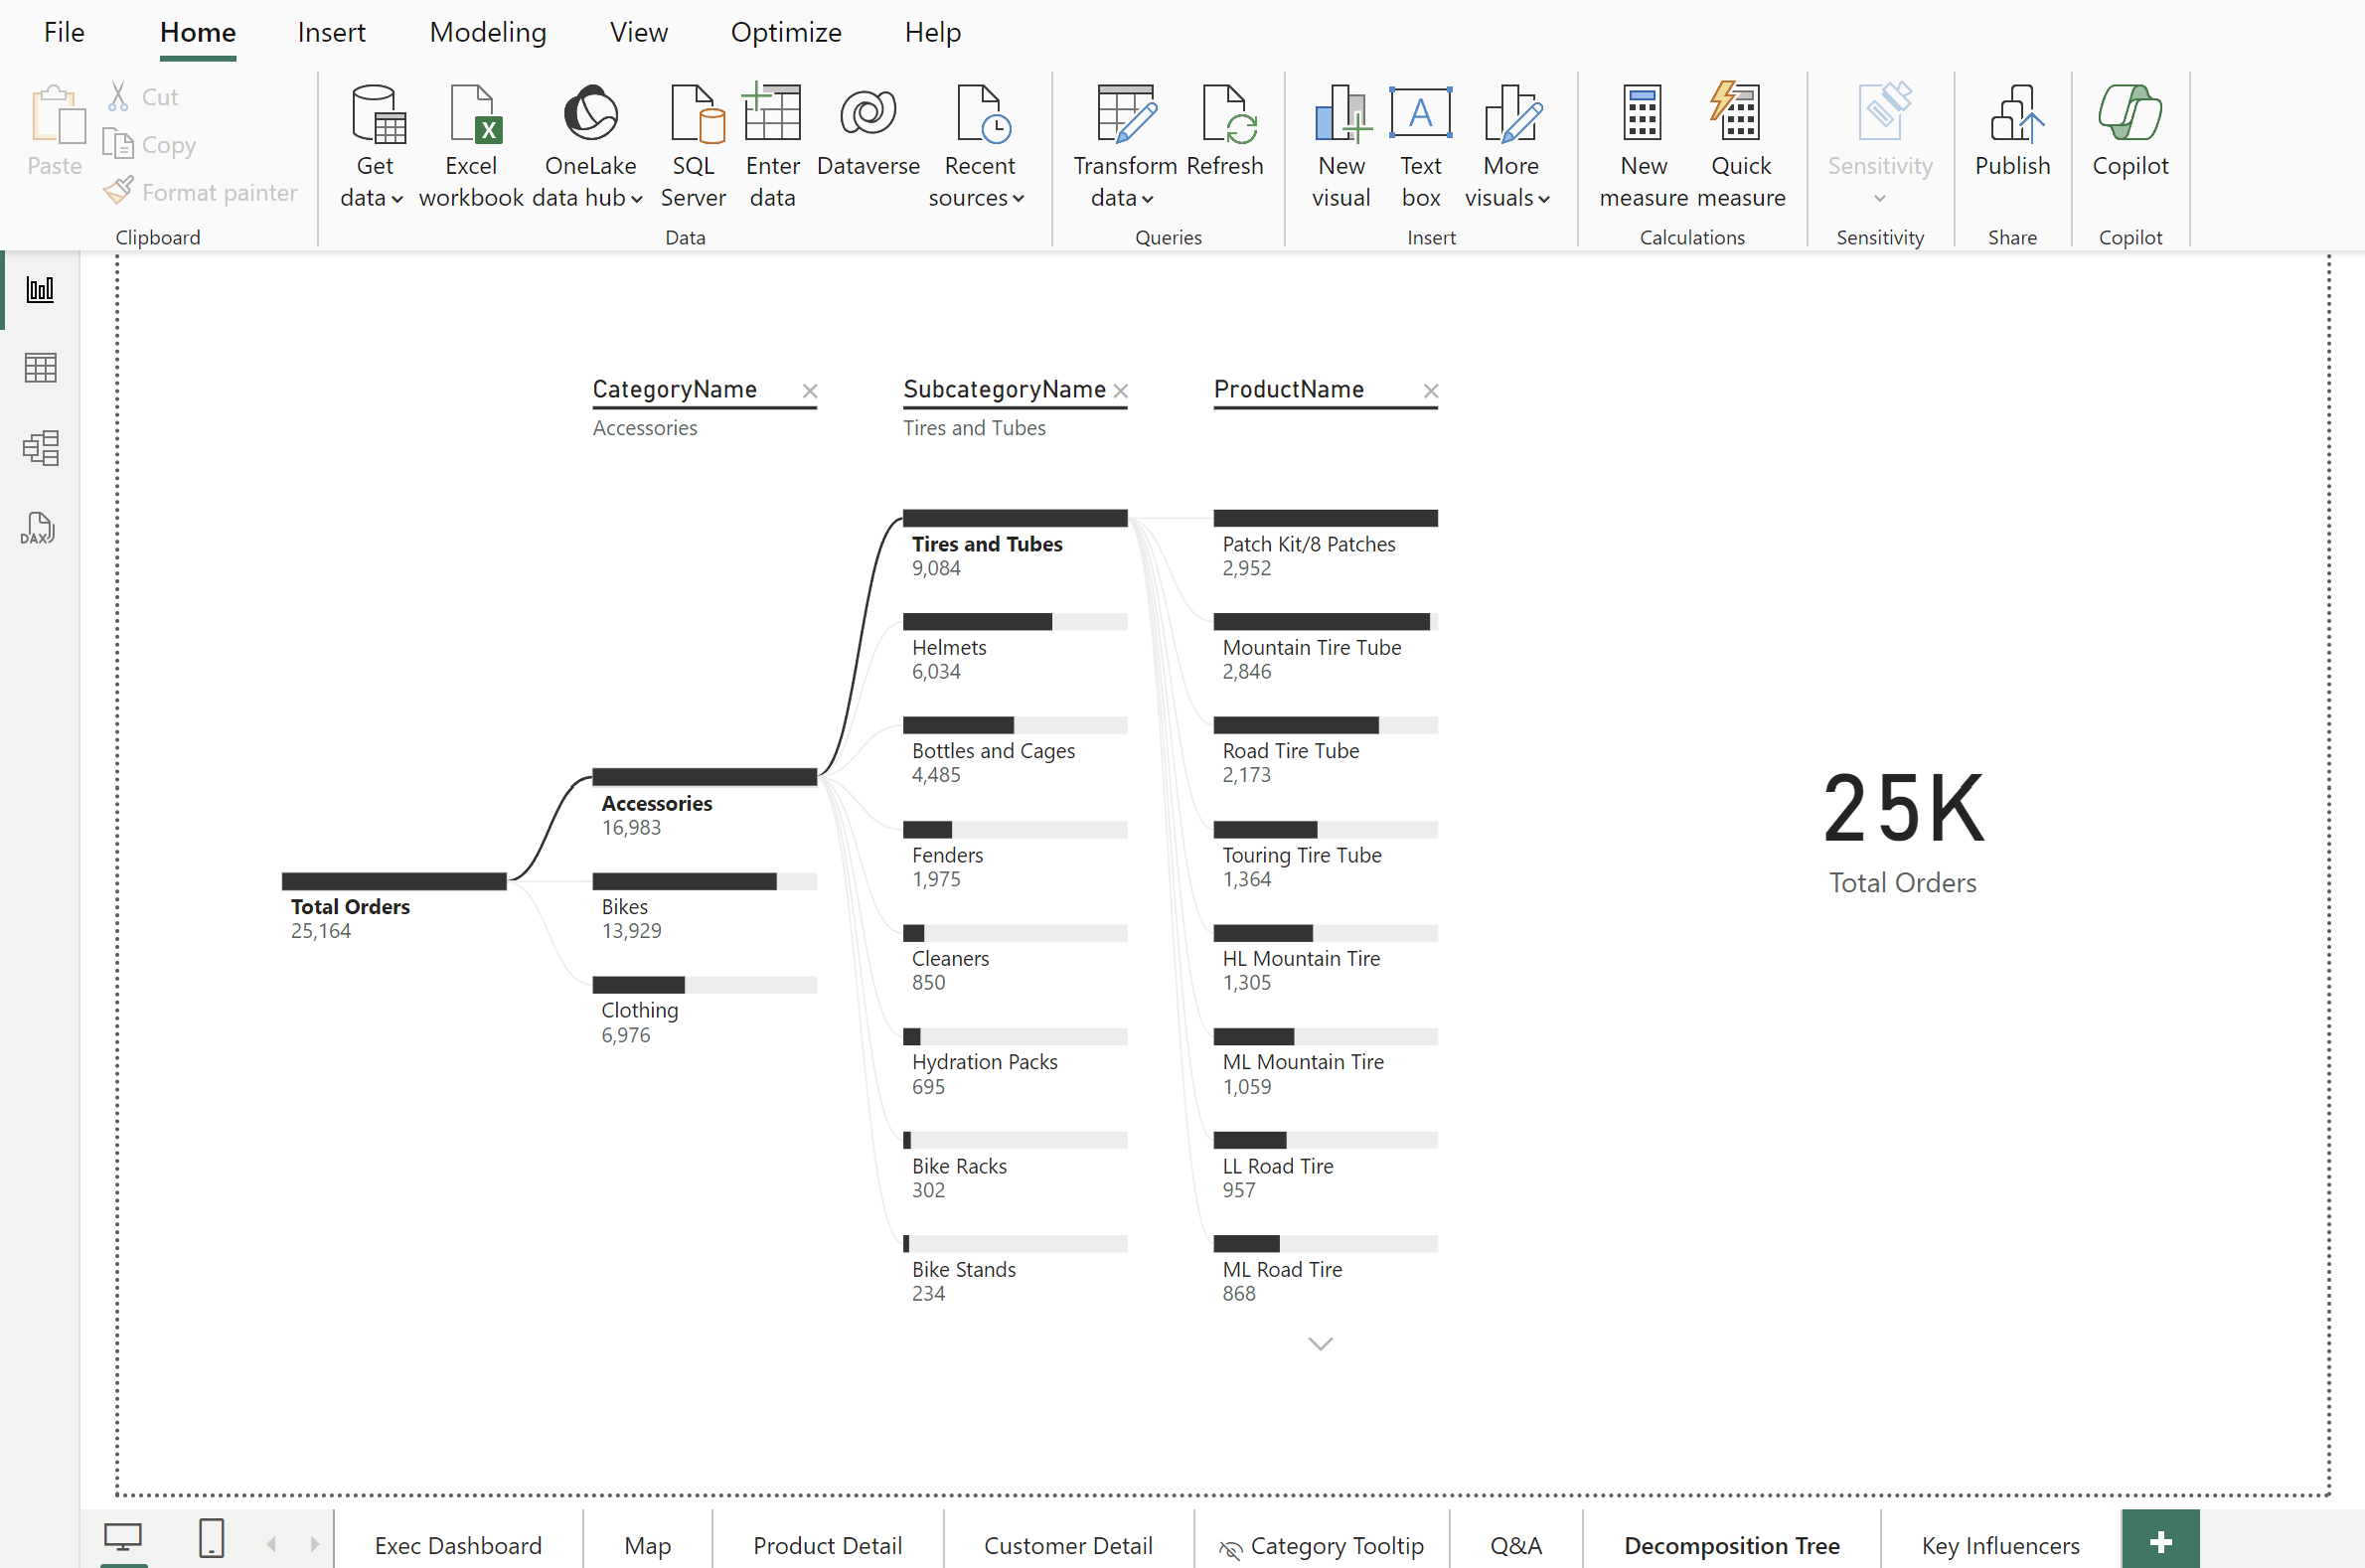 File Home Insert Modeling View Optimize Help
Paste
Cut
Copy
Format painter
Clipboard
Get data
Excel workbook
OneLake data hub
SQL Server
Enter data
Dataverse
Recent sources
Data
Transform data
Refresh
Queries
New visual
Text box
More visuals
Insert
New measure
Quick measure
Calculations
Sensitivity
Sensitivity
Publish
Share
Copilot
Copilot
DAX
CategoryName
Accessories
SubcategoryName
Tires and Tubes
ProductName
Total Orders
25,164
Accessories
16,983
Bikes
13,929
Clothing
6,976
Tires and Tubes
9,084
Helmets
6,034
Bottles and Cages
4,485
Fenders
1,975
Cleaners
850
Hydration Packs
695
Bike Racks
302
Bike Stands
234
Patch Kit/8 Patches
2,952
Mountain Tire Tube
2,846
Road Tire Tube
2,173
Touring Tire Tube
1,364
HL Mountain Tire
1,305
ML Mountain Tire
1,059
LL Road Tire
957
ML Road Tire
868
25K
Total Orders
Exec Dashboard Map Product Detail Customer Detail Category Tooltip Q&A Decomposition Tree Key Influencers